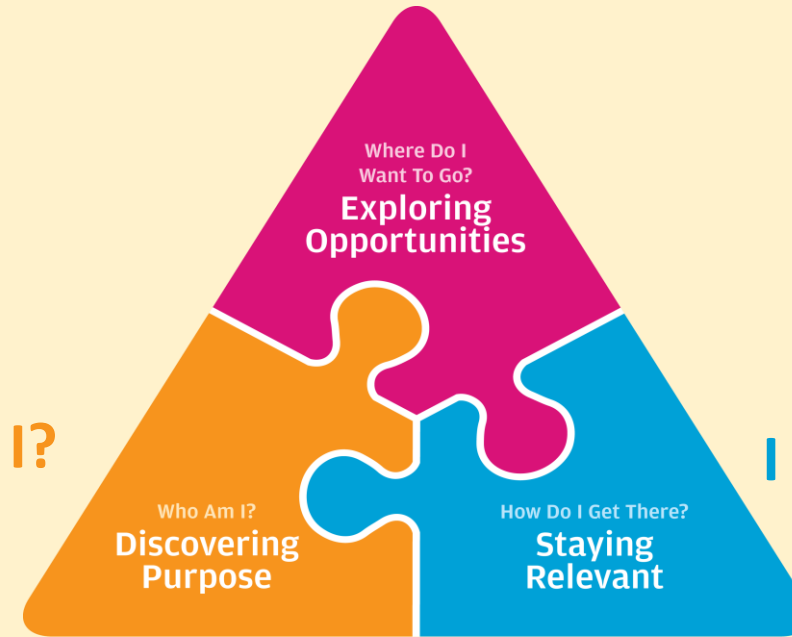 Where Do I
Want To Go?
Exploring
Opportunities
I?
I
Who Am I?
Discovering
Purpose
How Do I Get There?
Staying
Relevant